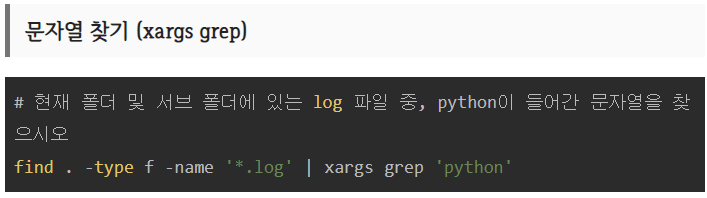 문자열 찾기 (xargs grep)
# 현재 폴더 및 서브 폴더에 있는 log 파일 중, python이 들어간 문자열을 찾
으시오
find . -type f -name '*.log' | xargs grep 'python'